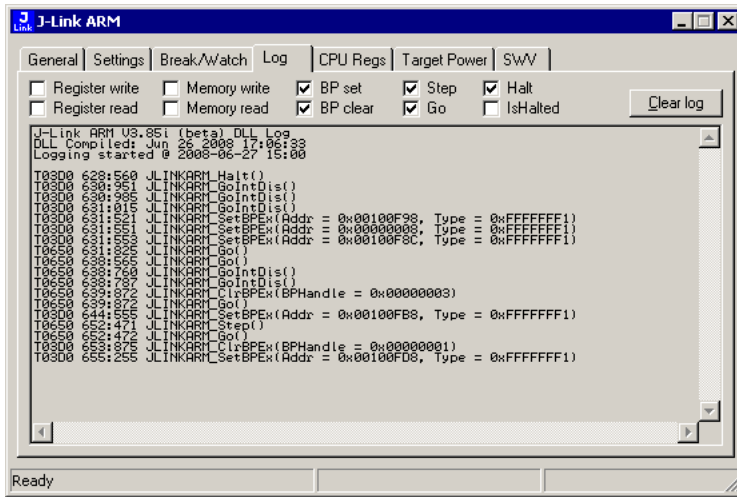 J Link J-Link ARM
General Settings Break/Watch Log CPU Regs Target Power SWV
Register write Memory write BP set Step Halt
Register read Memory read BP clear Go IsHalted Clear log
J-Link ARM V3.85i (beta) DLL Log
DLL Compiled: Jun 26 2008 17:06:33
Logging started @ 2008-06-27 15:00
T03D0 628:560 JLINKARM_Halt()
T03D0 630:951 JLINKARM_GoIntDis()
T03D0 630:985 JLINKARM_GoIntDis()
T03D0 631:015 JLINKARM_GoIntDis()
T03D0 631:521 JLINKARM_SetBPEx(Addr = 0x00100F98, Type = 0xFFFFFFF1)
T03D0 631:551 JLINKARM_SetBPEx(Addr = 0x00000008, Type = 0xFFFFFFF1)
T03D0 631:553 JLINKARM_SetBPEx(Addr = 0x00100F8C, Type = 0xFFFFFFF1)
T0650 631:825 JLINKARM_Go()
T0650 638:565 JLINKARM_Go()
T0650 638:760 JLINKARM_GoIntDis()
T0650 638:787 JLINKARM_GoIntDis()
T0650 639:872 JLINKARM_ClrBPEx(BPHandle = 0x00000003)
T0650 639:872 JLINKARM_Go()
T03D0 644:555 JLINKARM_SetBPEx(Addr = 0x00100FB8, Type = 0xFFFFFFF1)
T0650 652:471 JLINKARM_Step()
T0650 652:472 JLINKARM_Go()
T03D0 653:875 JLINKARM_ClrBPEx(BPHandle = 0x00000001)
T03D0 655:255 JLINKARM_SetBPEx(Addr = 0x00100FD8, Type = 0xFFFFFFF1)
Ready